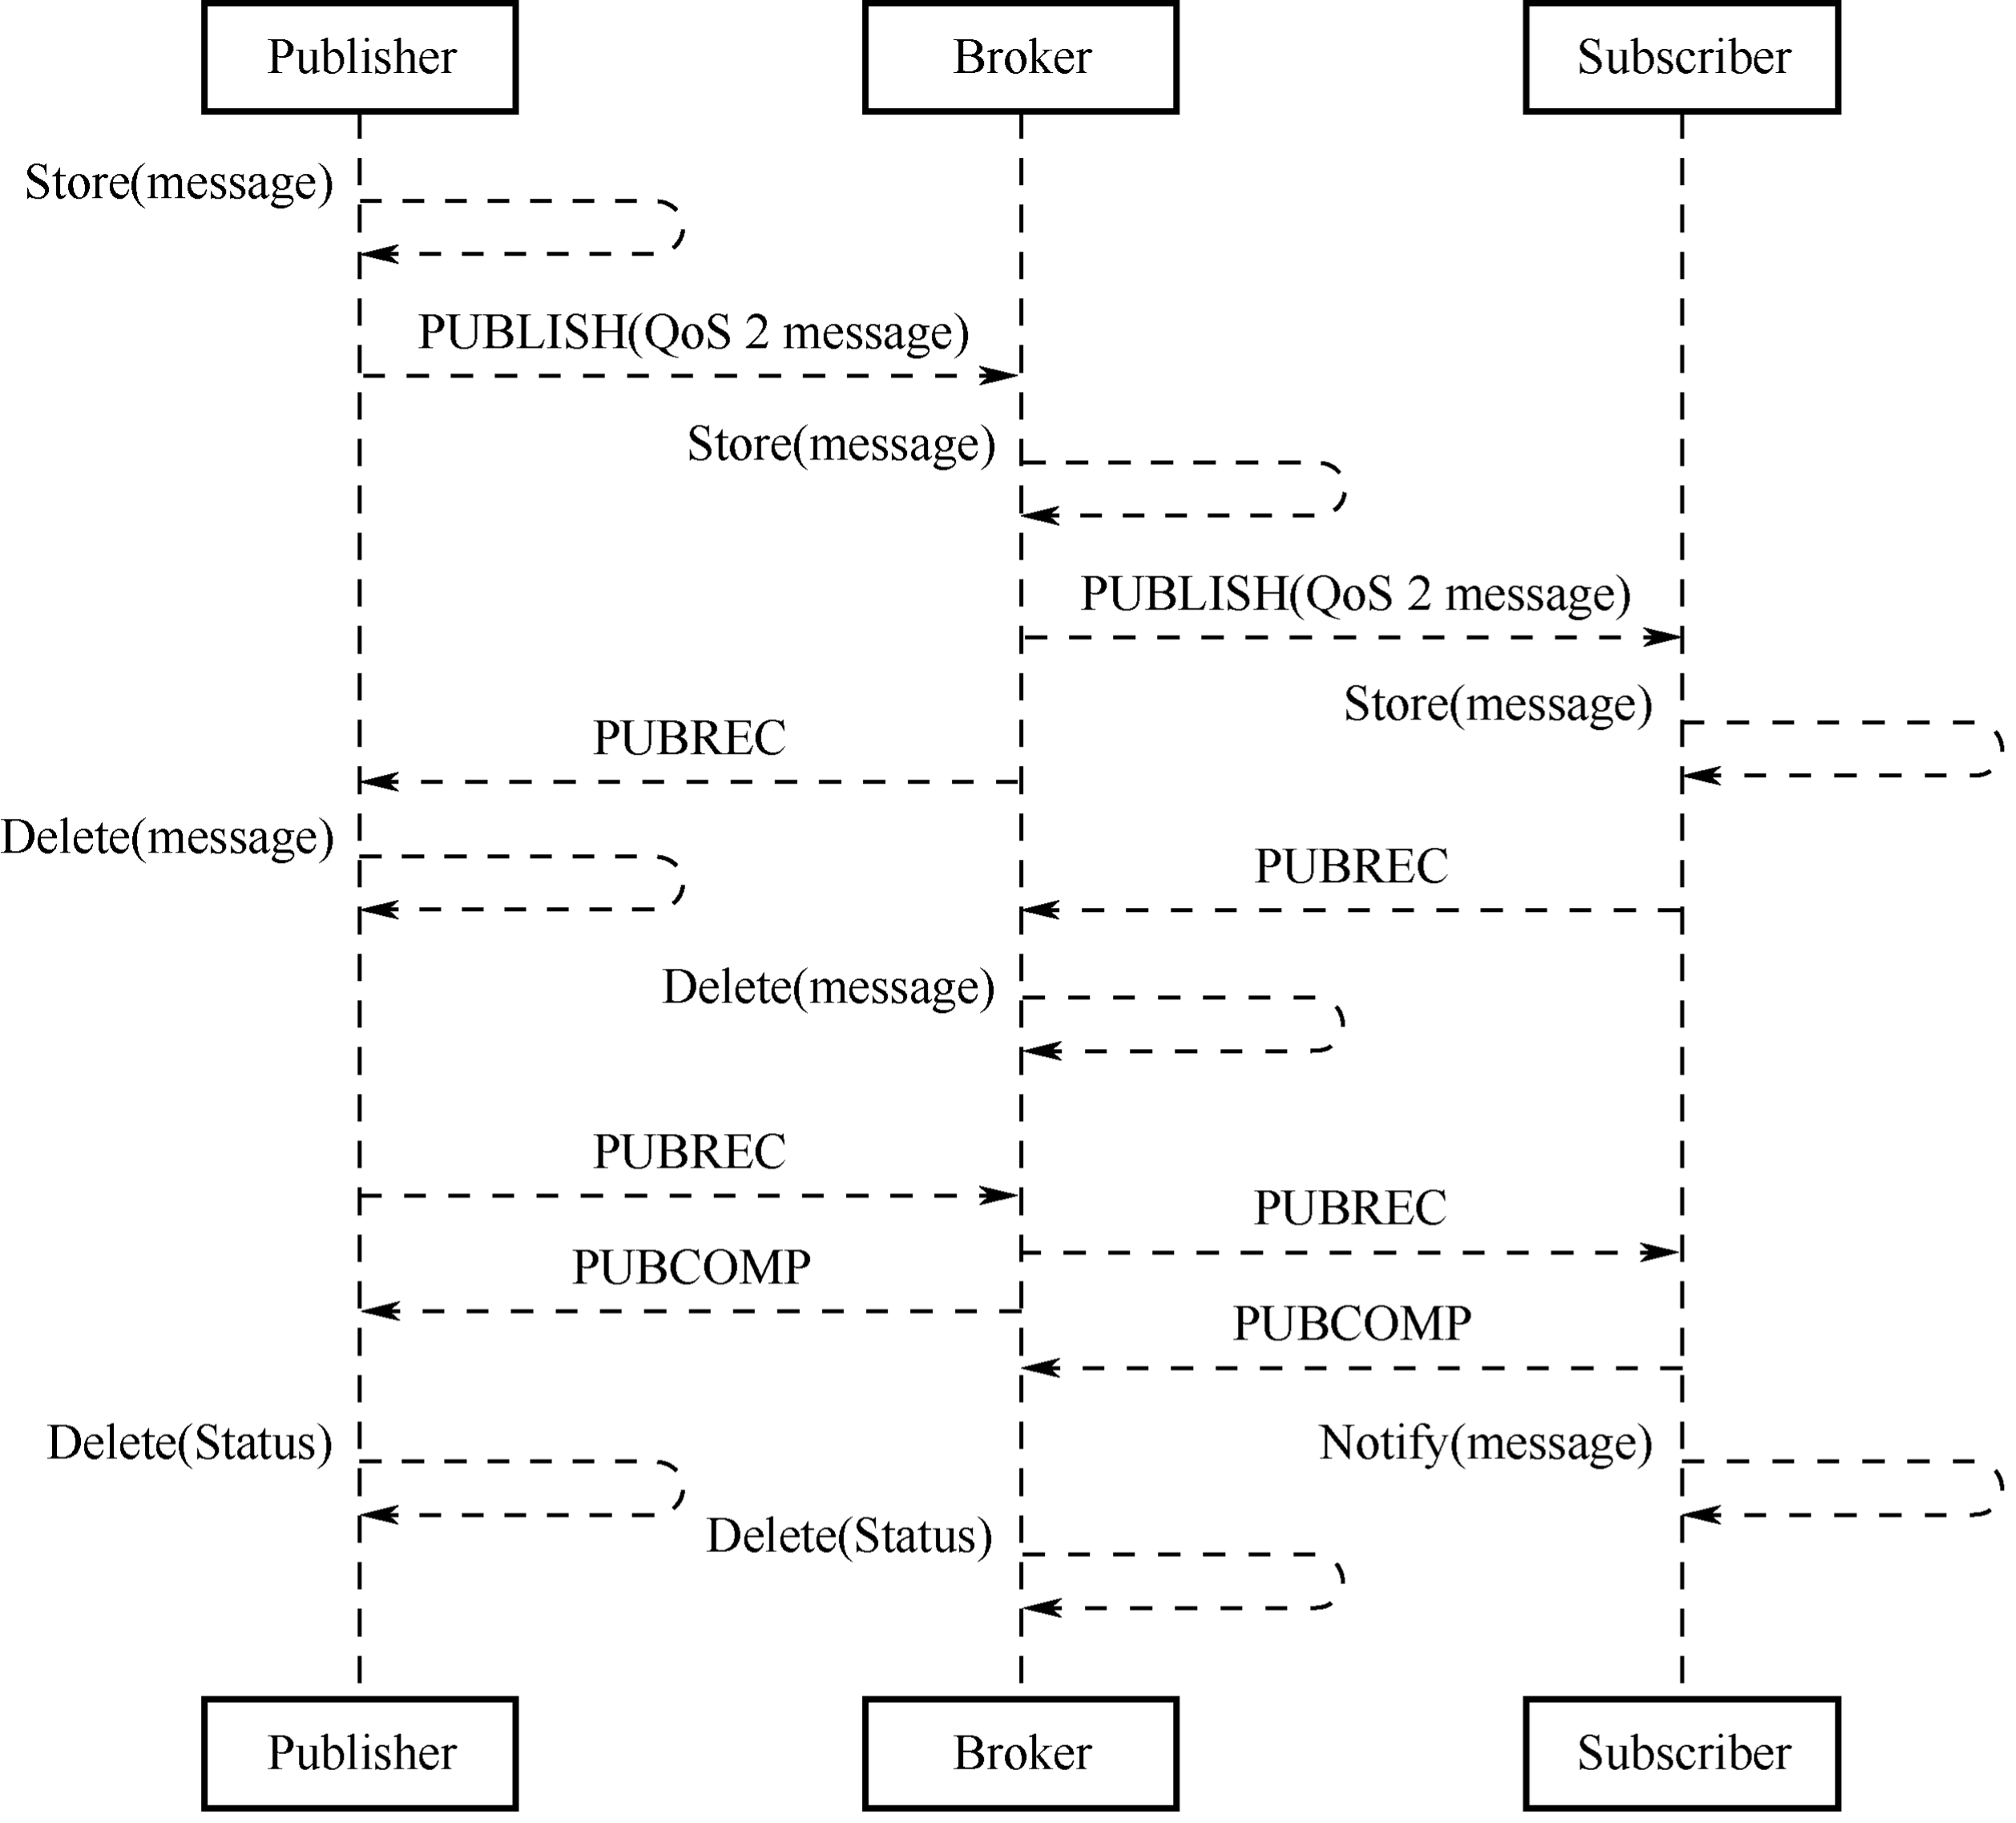 Publisher
Broker
Subscriber
Store(message)
PUBLISH(QoS 2 message)
Store(message)
PUBLISH(QoS 2 message)
Store(message)
PUBREC
Delete(message)
PUBREC
Delete(message)
PUBREC
PUBREC
PUBCOMP
PUBCOMP
Delete(Status)
Notify(message)
Delete(Status)
Publisher
Broker
Subscriber